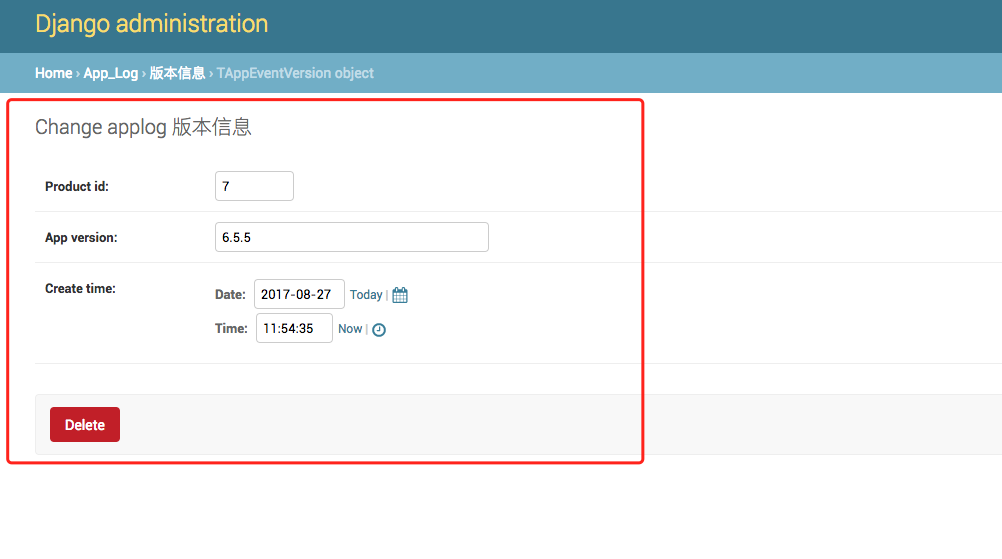 Django administration
Home › App_Log › 版本信息 › TAppEventVersion object
Change applog 版本信息
Product id: 7
App version: 6.5.5
Create time:
Date: 2017-08-27 Today |
Time: 11:54:35 Now |
Delete